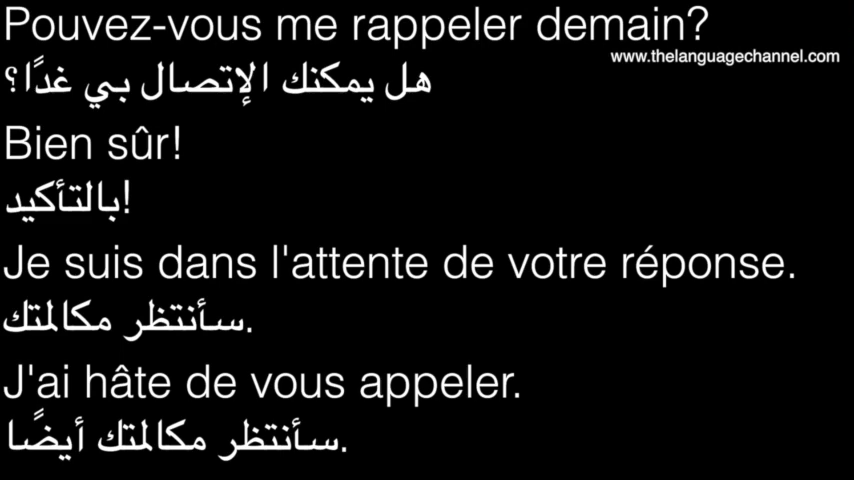 Pouvez-vous me rappeler demain?
www.thelanguagechannel.com
هل يمكنك الإتصال بي غدًا؟
Bien sûr!
بالتأكيد!
Je suis dans l'attente de votre réponse.
سأنتظر مكالمتك.
J'ai hâte de vous appeler.
سأنتظر مكالمتك أيضًا.